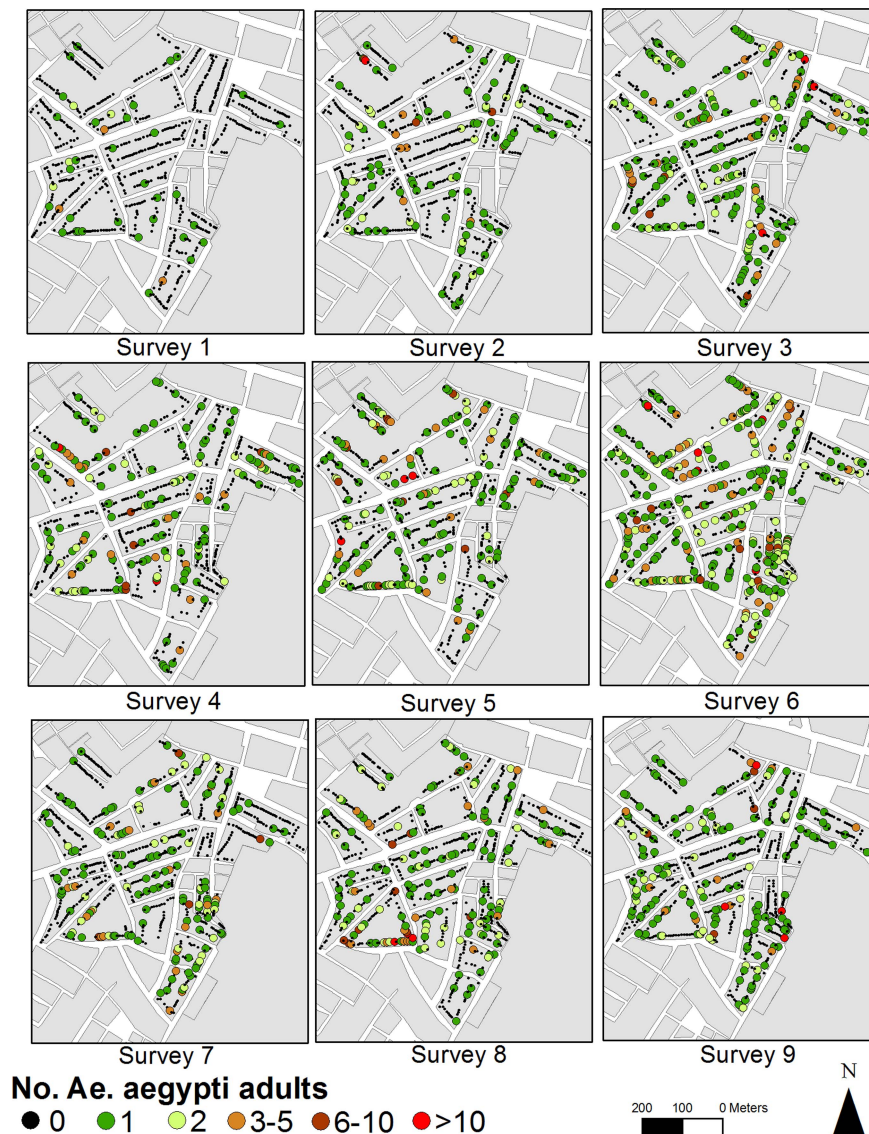 Survey 1 Survey 2 Survey 3
Survey 4 Survey 5 Survey 6
Survey 7 Survey 8 Survey 9
No. Ae. aegypti adults
0 1 2 3-5 6-10 >10
200 100 0 Meters
N